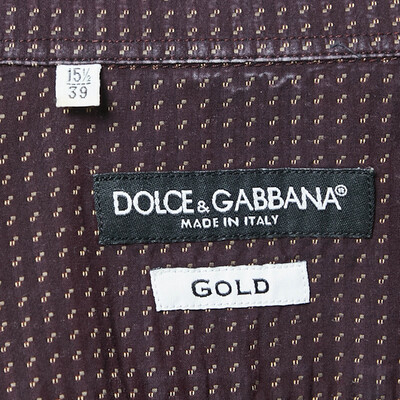 15½
39
DOLCE & GABBANA®
MADE IN ITALY
GOLD